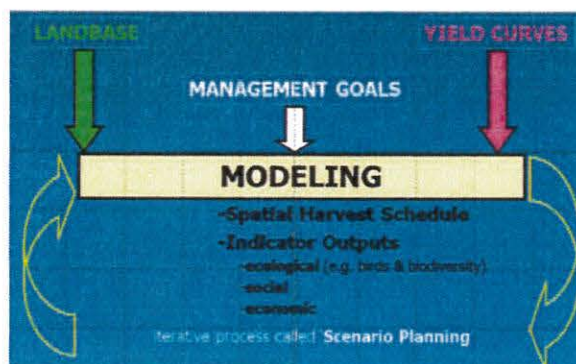 LANDBASE YIELD CURVES
MANAGEMENT GOALS
MODELING
-Spatial Harvest Schedule
-Indicator Outputs
-ecological (e.g. birds & biodiversity)
-social
-economic
iterative process called 'Scenario Planning